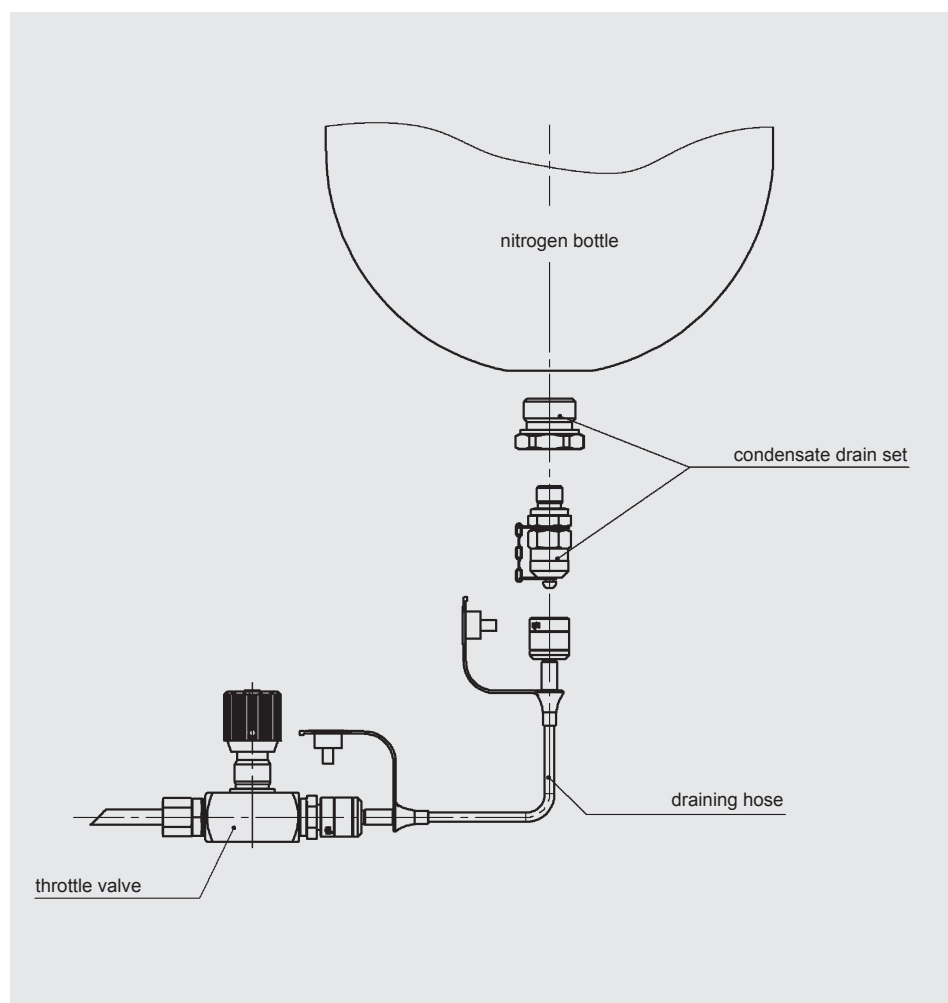 nitrogen bottle
condensate drain set
draining hose
throttle valve